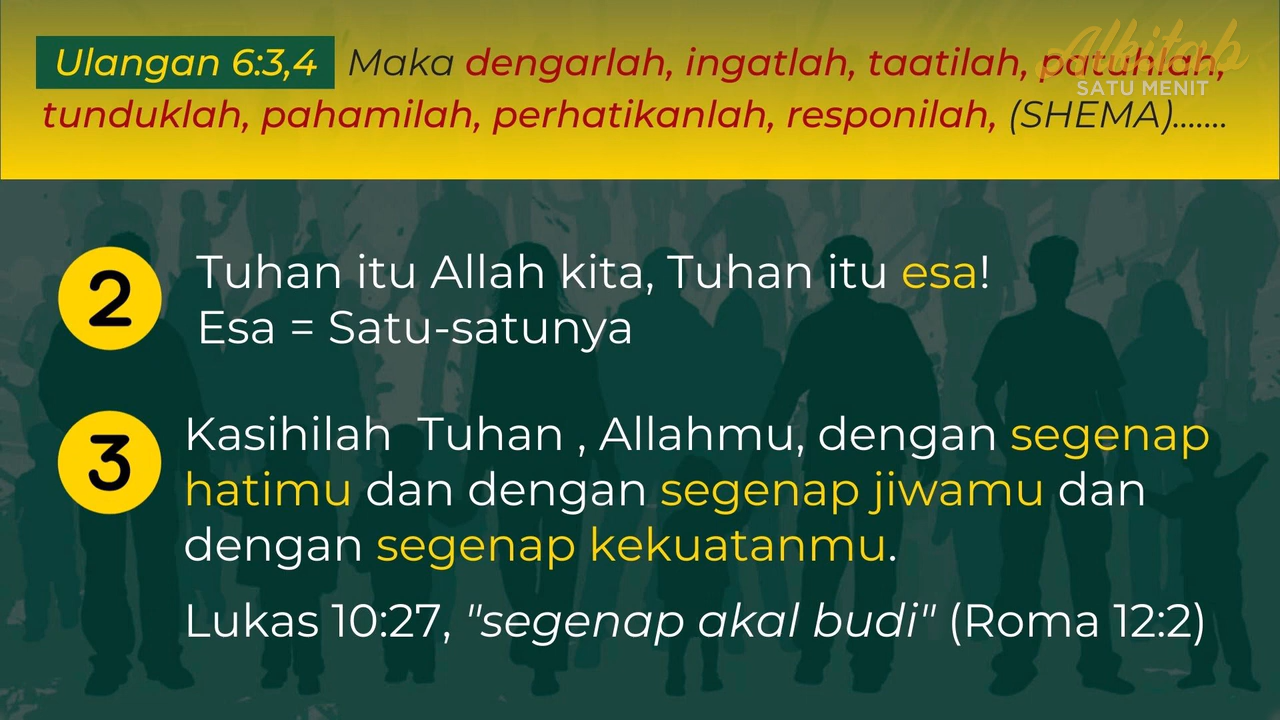 Ulangan 6:3,4 Maka dengarlah, ingatlah, taatilah, patuhlah,
Alkitab
SATU MENIT
tunduklah, pahamilah, perhatikanlah, responilah, (SHEMA).......
2 Tuhan itu Allah kita, Tuhan itu esa!
Esa = Satu-satunya
3 Kasihilah Tuhan , Allahmu, dengan segenap
hatimu dan dengan segenap jiwamu dan
dengan segenap kekuatanmu.
Lukas 10:27, "segenap akal budi" (Roma 12:2)